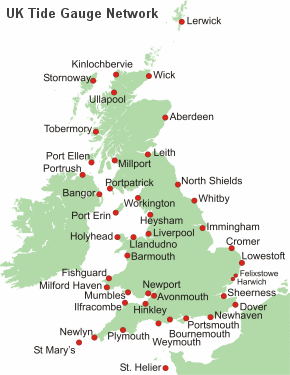 UK Tide Gauge Network
Lerwick
Kinlochbervie
Wick
Stornoway
Ullapool
Aberdeen
Tobermory
Leith
Port Ellen
Millport
Portrush
Portpatrick
North Shields
Bangor
Workington
Whitby
Port Erin
Heysham
Immingham
Holyhead
Liverpool
Llandudno
Cromer
Barmouth
Lowestoft
Fishguard
Felixstowe
Harwich
Milford Haven
Newport
Mumbles
Avonmouth
Sheerness
Ilfracombe
Hinkley
Dover
Newhaven
Portsmouth
Newlyn
Plymouth
Bournemouth
St Mary's
Weymouth
St. Helier